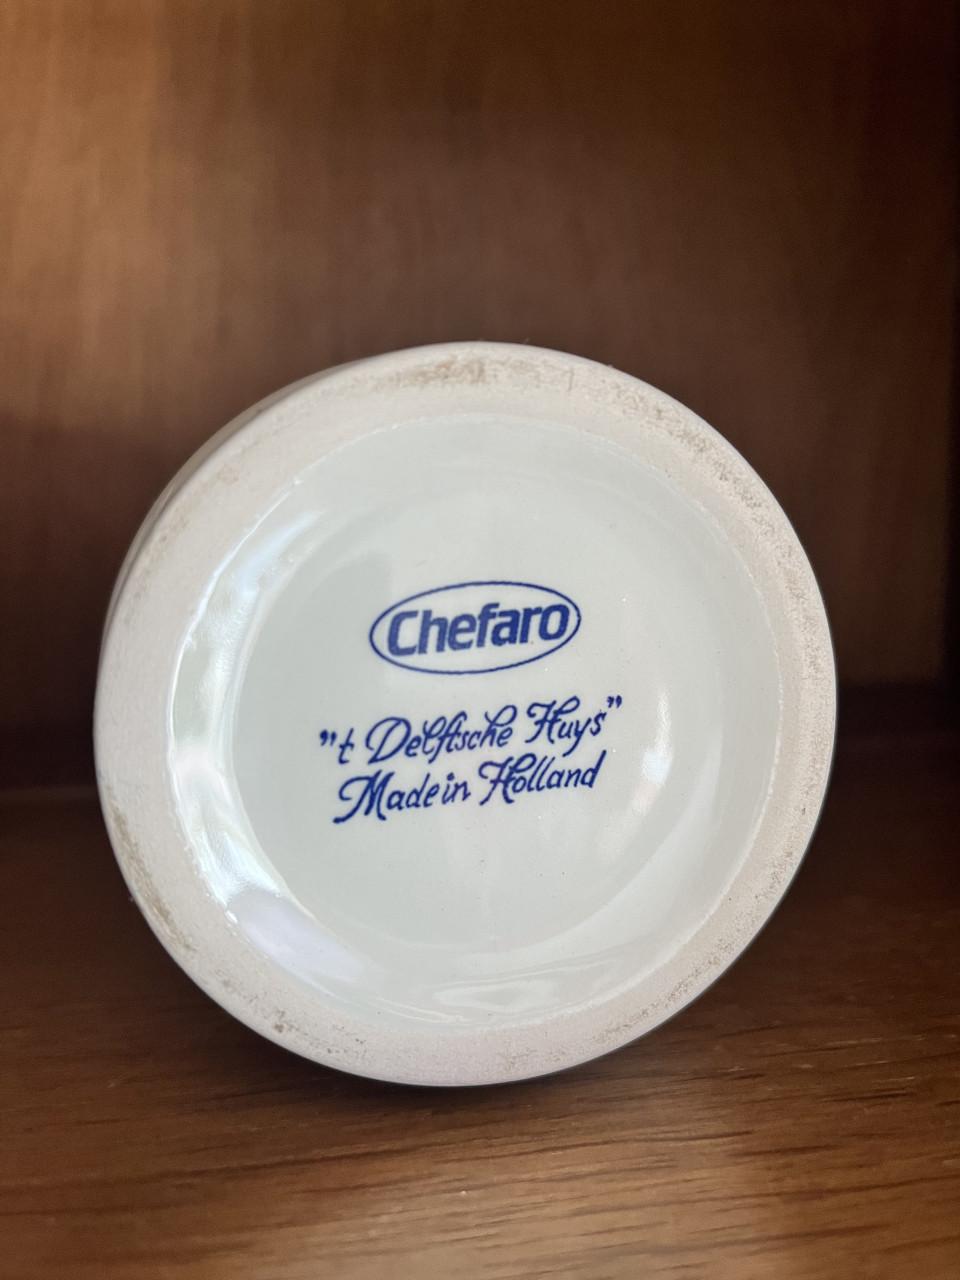 Chefaro
"t Delftsche Huys"
Made in Holland